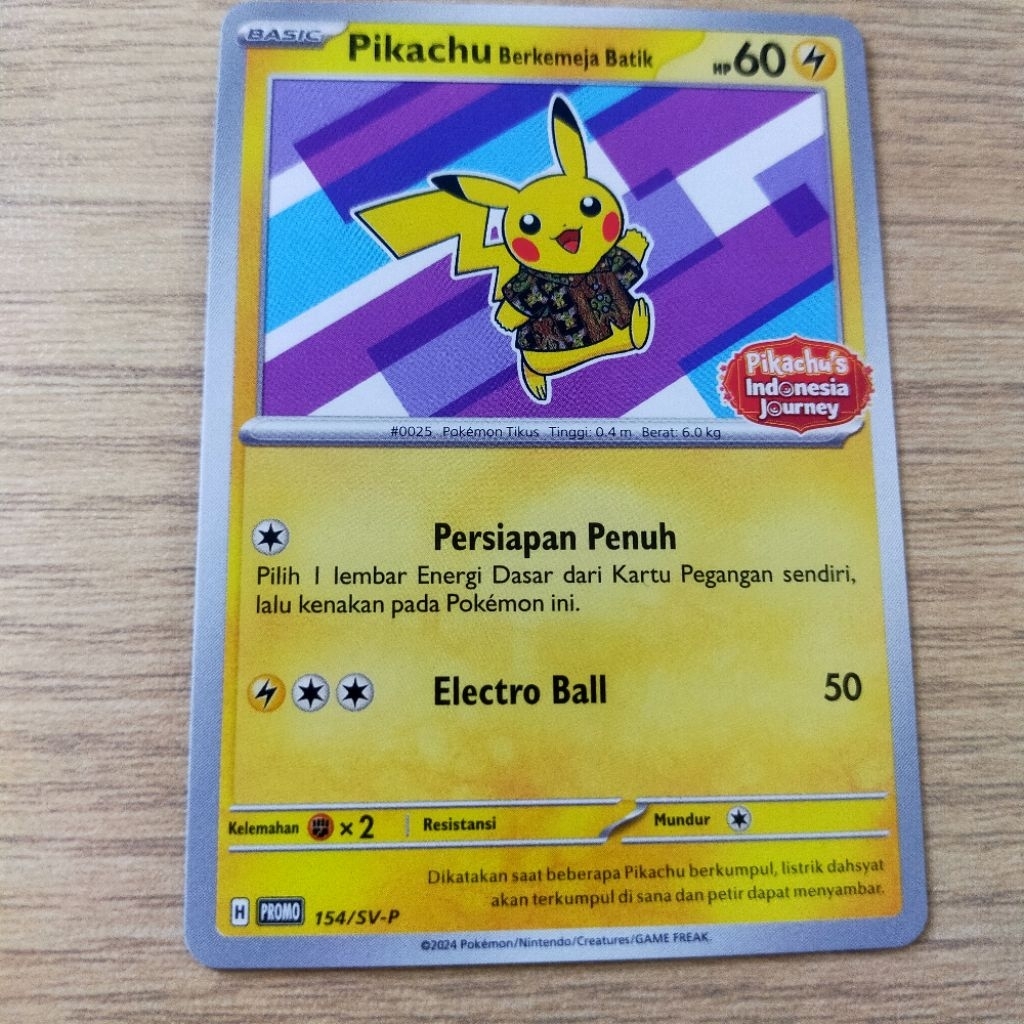 BASIC
Pikachu Berkemeja Batik HP 60
Pikachu's
Indonesia
Journey
#0025 Pokémon Tikus Tinggi: 0.4 m Berat: 6.0 kg
Persiapan Penuh
Pilih 1 lembar Energi Dasar dari Kartu Pegangan sendiri,
lalu kenakan pada Pokémon ini.
Electro Ball 50
Kelemahan × 2 Resistansi Mundur
Dikatakan saat beberapa Pikachu berkumpul, listrik dahsyat
akan terkumpul di sana dan petir dapat menyambar.
H PROMO 154/SV-P
©2024 Pokémon/Nintendo/Creatures/GAME FREAK.